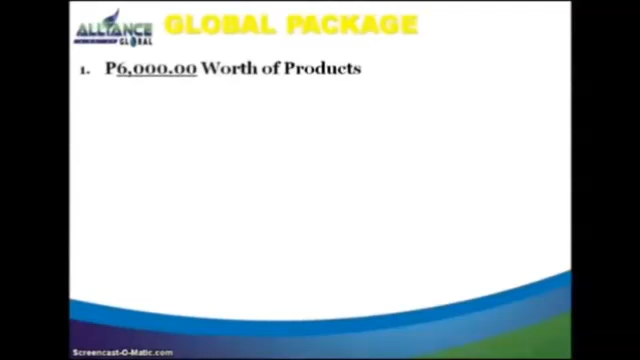 ALLIANCE
GLOBAL
GLOBAL PACKAGE
1. P6,000.00 Worth of Products
Screencast-O-Matic.com